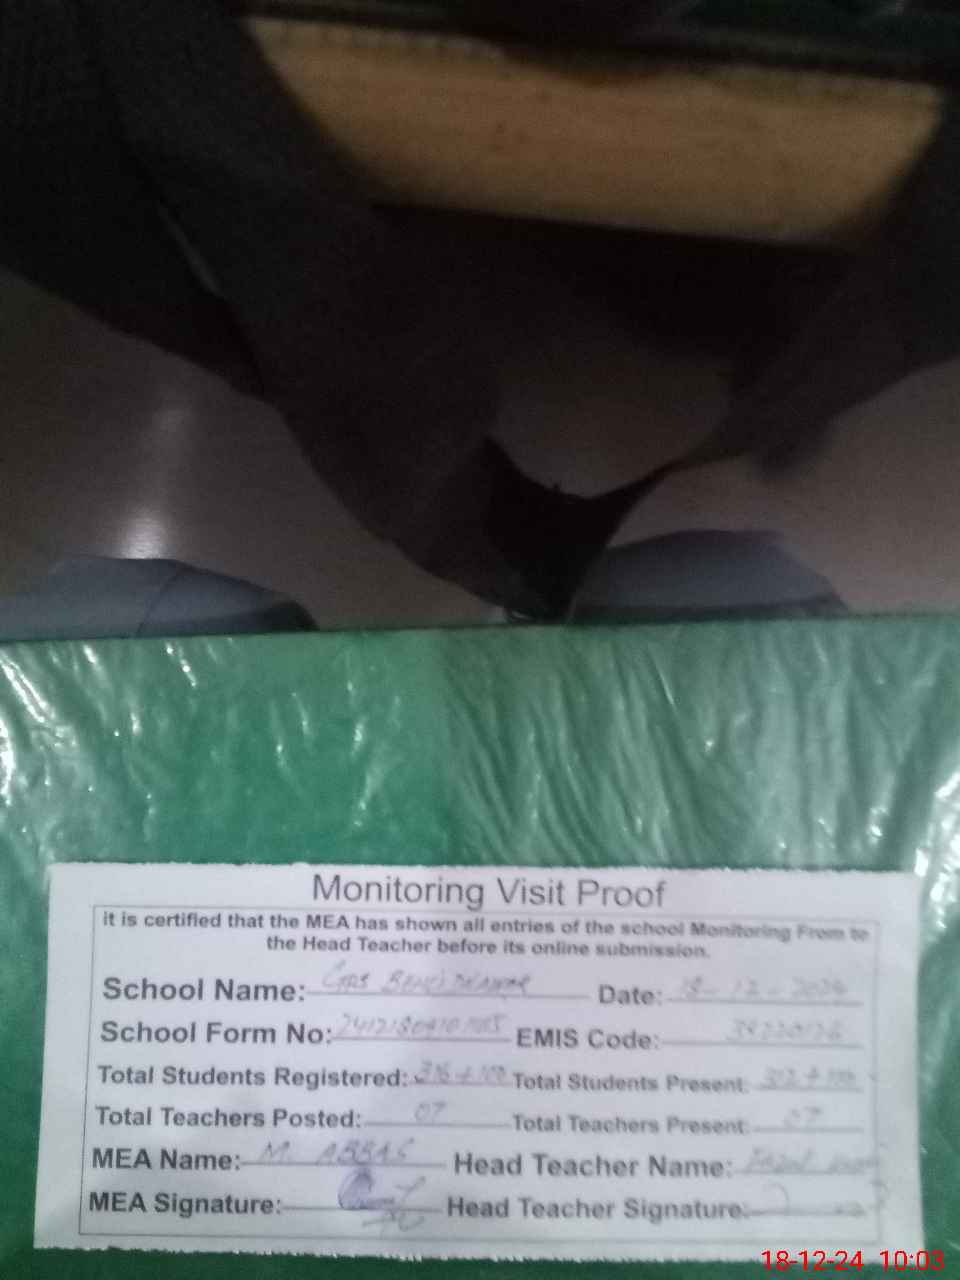 Monitoring Visit Proof
it is certified that the MEA has shown all entries of the school Monitoring From to
the Head Teacher before its online submission.
School Name: Date: 18-12-2024
School Form No: EMIS Code:
Total Students Registered: Total Students Present:
Total Teachers Posted: 07 Total Teachers Present: 07
MEA Name: M. ABBAS Head Teacher Name:
MEA Signature: Head Teacher Signature:
18-12-24 10:03